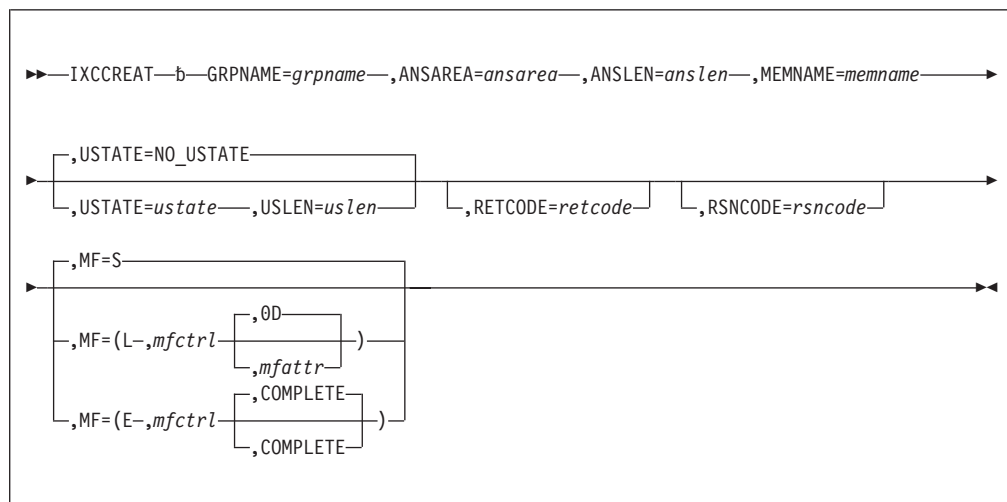 IXCCREAT ƀ GRPNAME=grpname ,ANSAREA=ansarea ,ANSLEN=anslen ,MEMNAME=memname
,USTATE=NO_USTATE
,USTATE=ustate ,USLEN=uslen ,RETCODE=retcode ,RSNCODE=rsncode
,MF=S
,0D
,MF=(L ,mfctrl )
,mfattr
,COMPLETE
,MF=(E ,mfctrl )
,COMPLETE